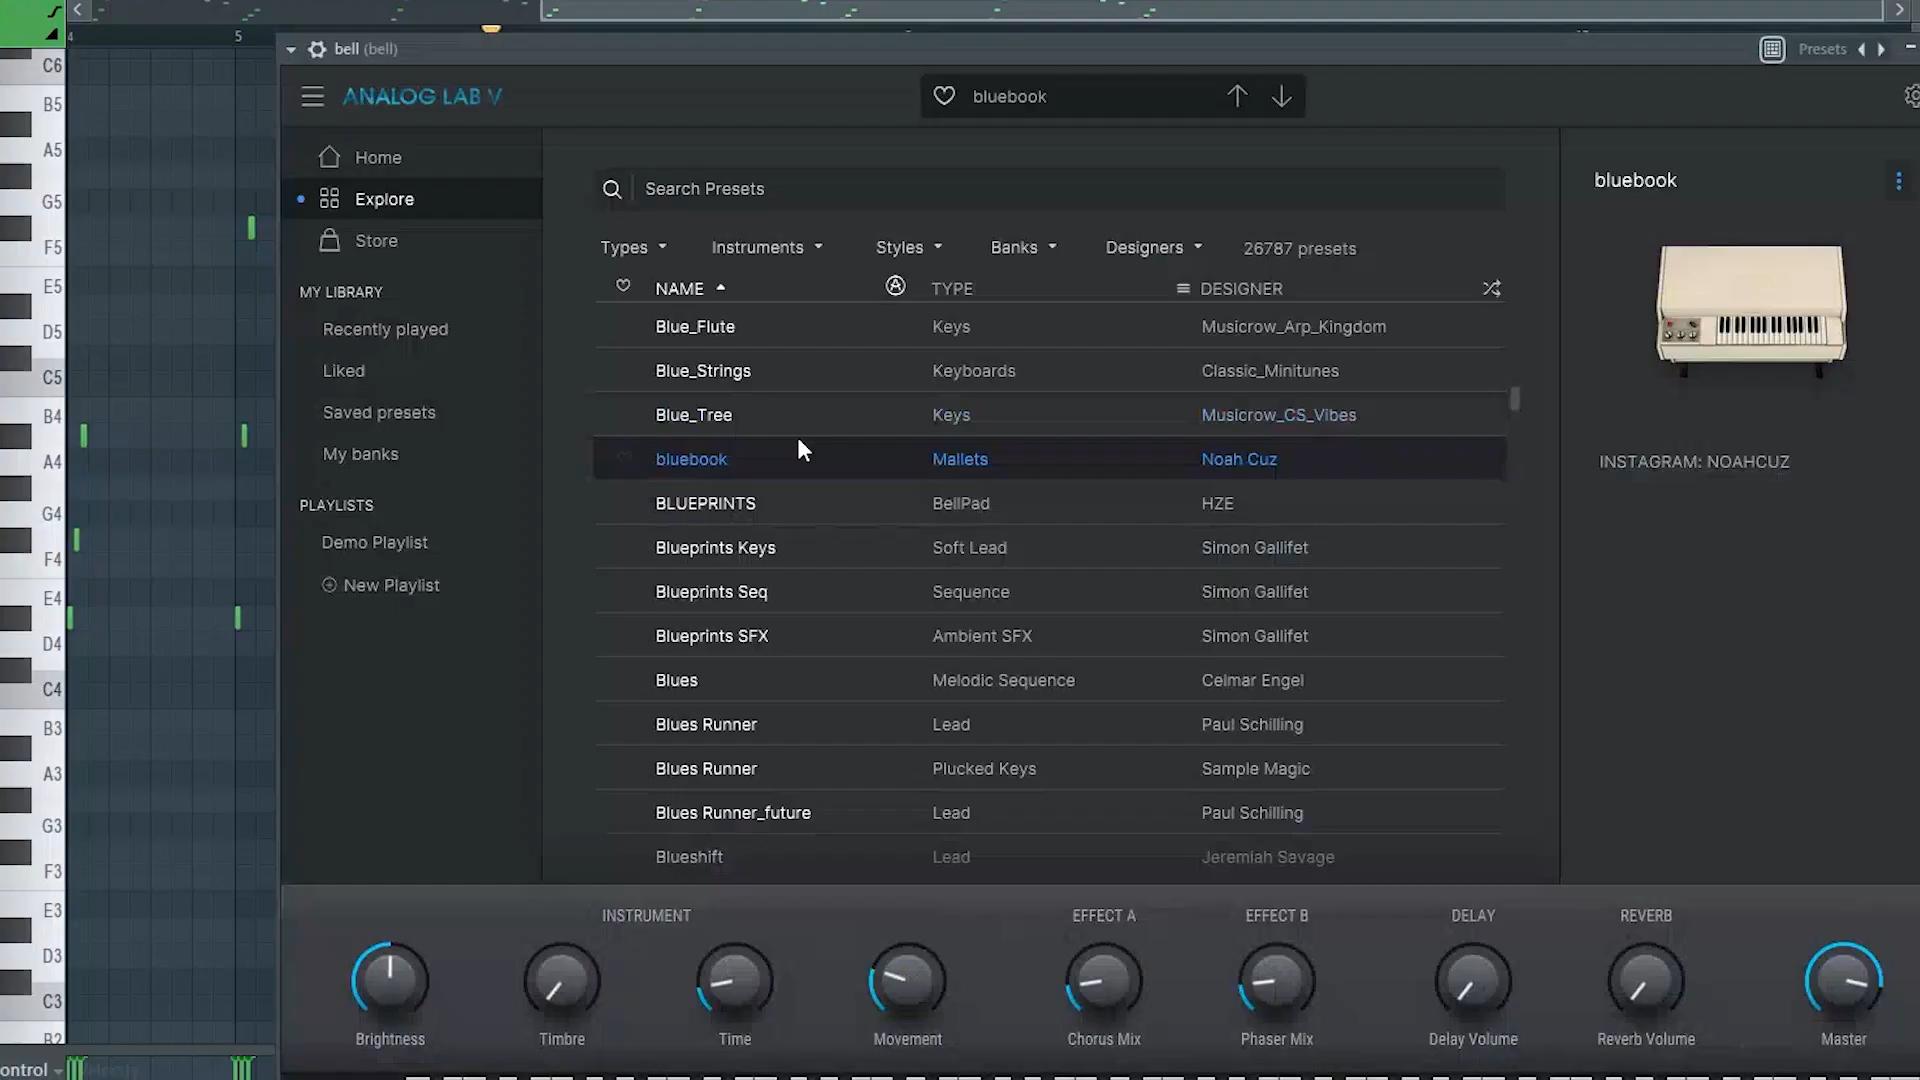 4
5
bell (bell)
Presets
ANALOG LAB V
bluebook
Home
Explore
Store
MY LIBRARY
Recently played
Liked
Saved presets
My banks
PLAYLISTS
Demo Playlist
New Playlist
Search Presets
Types
Instruments
Styles
Banks
Designers
26787 presets
NAME TYPE DESIGNER
Blue_Flute Keys Musicrow_Arp_Kingdom
Blue_Strings Keyboards Classic_Minitunes
Blue_Tree Keys Musicrow_CS_Vibes
bluebook Mallets Noah Cuz
BLUEPRINTS BellPad HZE
Blueprints Keys Soft Lead Simon Gallifet
Blueprints Seq Sequence Simon Gallifet
Blueprints SFX Ambient SFX Simon Gallifet
Blues Melodic Sequence Celmar Engel
Blues Runner Lead Paul Schilling
Blues Runner Plucked Keys Sample Magic
Blues Runner_future Lead Paul Schilling
Blueshift Lead Jeremiah Savage
bluebook
INSTAGRAM: NOAHCUZ
INSTRUMENT
EFFECT A
EFFECT B
DELAY
REVERB
Brightness
Timbre
Time
Movement
Chorus Mix
Phaser Mix
Delay Volume
Reverb Volume
Master
C6
B5
A5
G5
F5
E5
D5
C5
B4
A4
G4
F4
E4
D4
C4
B3
A3
G3
F3
E3
D3
C3
B2
ontrol